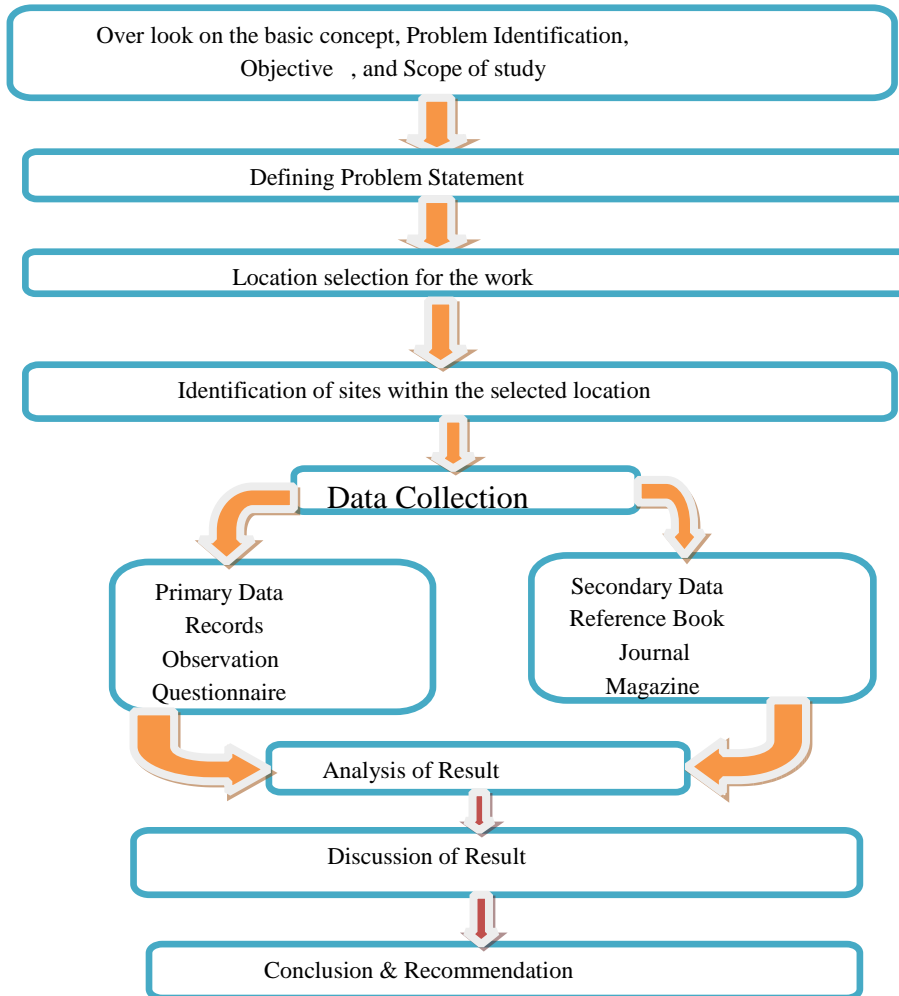 Over look on the basic concept, Problem Identification,
Objective , and Scope of study
Defining Problem Statement
Location selection for the work
Identification of sites within the selected location
Data Collection
Primary Data
Records
Observation
Questionnaire
Secondary Data
Reference Book
Journal
Magazine
Analysis of Result
Discussion of Result
Conclusion & Recommendation